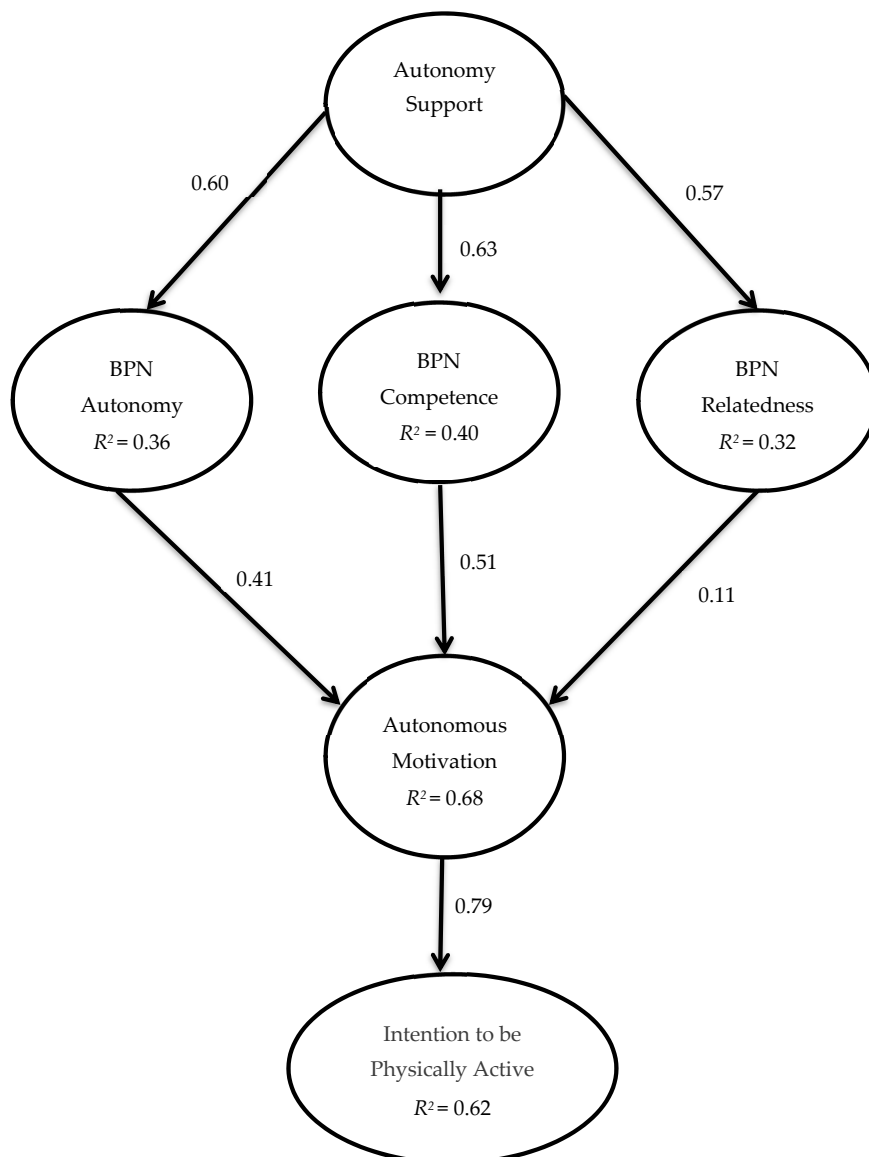 Autonomy
Support
0.60
0.57
0.63
BPN
Autonomy
R² = 0.36
BPN
Competence
R² = 0.40
BPN
Relatedness
R² = 0.32
0.41
0.51
0.11
Autonomous
Motivation
R² = 0.68
0.79
Intention to be
Physically Active
R² = 0.62